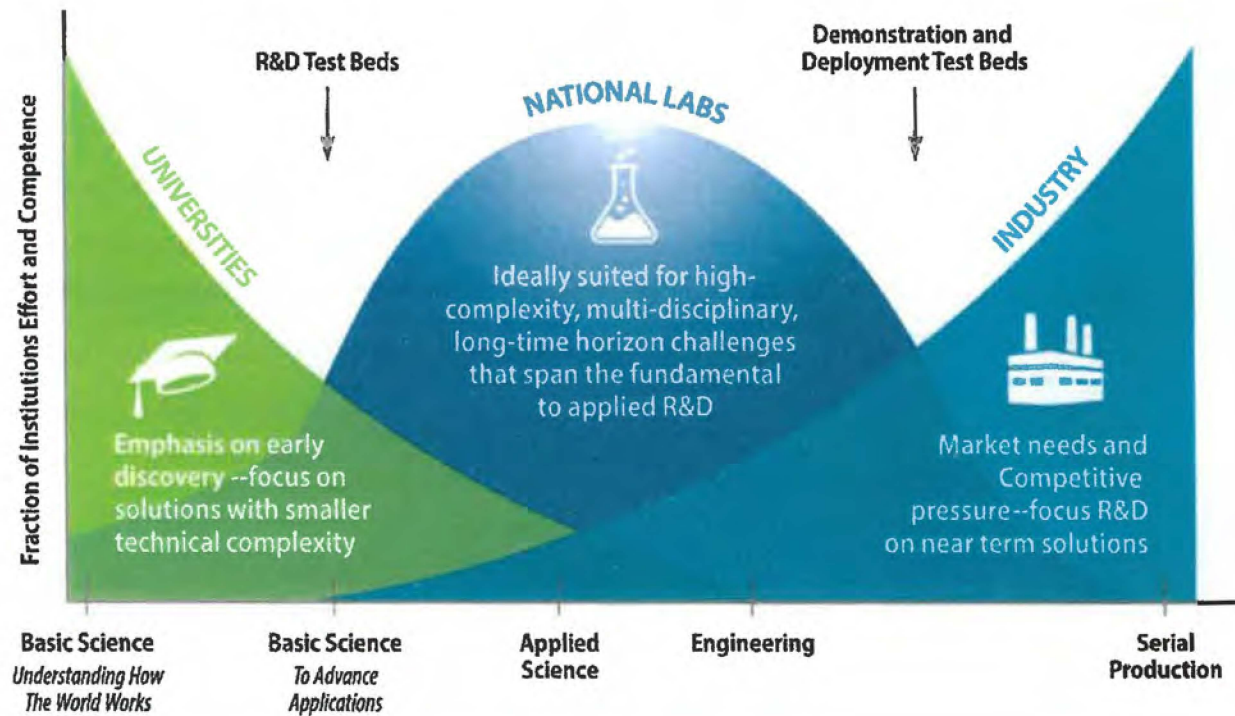 Fraction of Institutions Effort and Competence
R&D Test Beds
Demonstration and
Deployment Test Beds
UNIVERSITIES
NATIONAL LABS
INDUSTRY
Emphasis on early
discovery --focus on
solutions with smaller
technical complexity
Ideally suited for high-
complexity, multi-disciplinary,
long-time horizon challenges
that span the fundamental
to applied R&D
Market needs and
Competitive
pressure--focus R&D
on near term solutions
Basic Science
Understanding How
The World Works
Basic Science
To Advance
Applications
Applied
Science
Engineering
Serial
Production